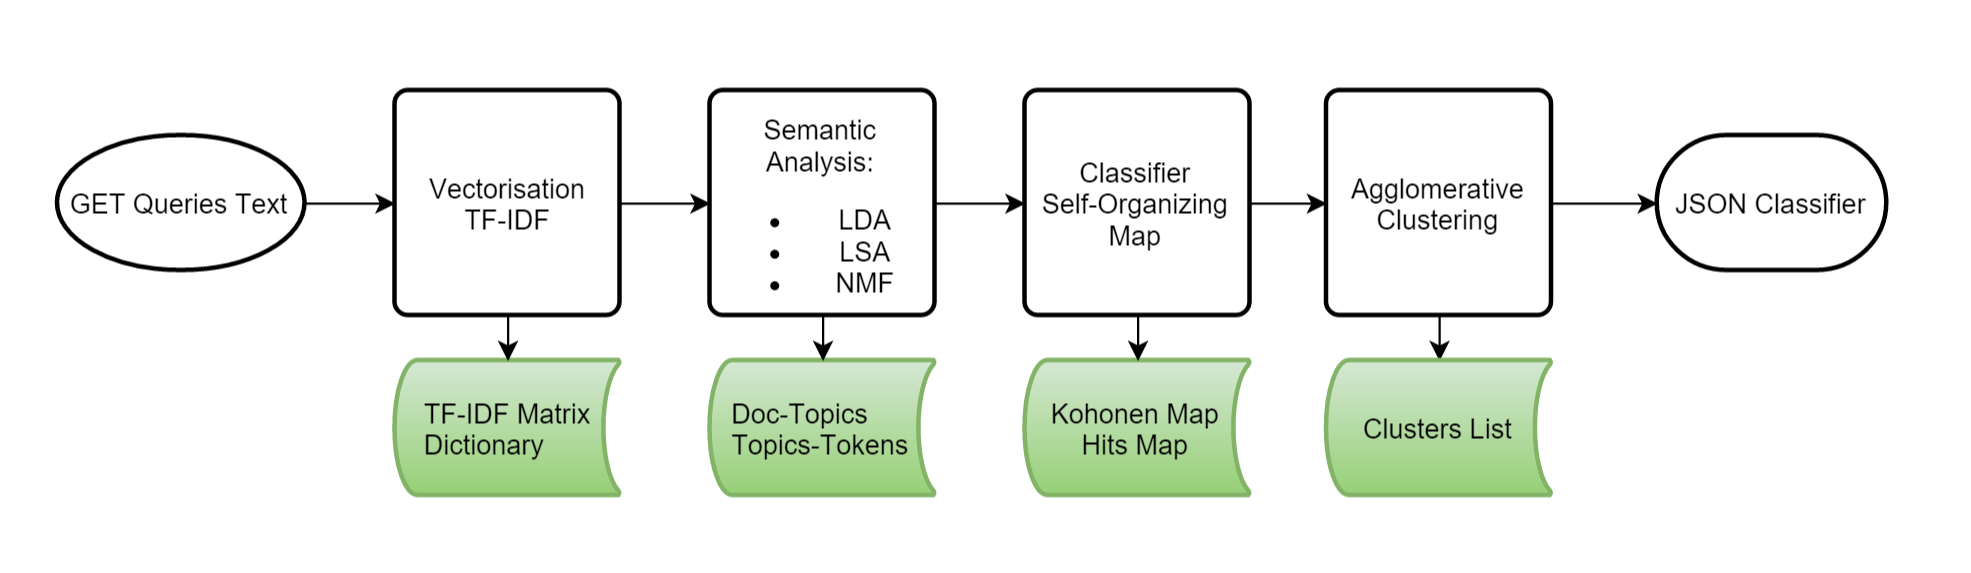 GET Queries Text
Vectorisation
TF-IDF
Semantic
Analysis:
• LDA
• LSA
• NMF
Classifier
Self-Organizing
Map
Agglomerative
Clustering
JSON Classifier
TF-IDF Matrix
Dictionary
Doc-Topics
Topics-Tokens
Kohonen Map
Hits Map
Clusters List